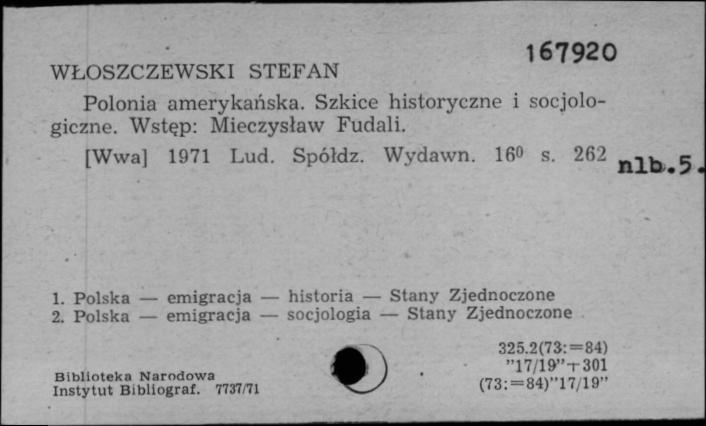 167920
WŁOSZCZEWSKI STEFAN
Polonia amerykańska. Szkice historyczne i socjolo-
giczne. Wstęp: Mieczysław Fudali.
[Wwa] 1971 Lud. Spółdz. Wydawn. 16⁰ s. 262 nlb.5.
1. Polska — emigracja — historia — Stany Zjednoczone
2. Polska — emigracja — socjologia — Stany Zjednoczone
325.2(73:=84)
"17/19"+301
(73:=84)"17/19"
Biblioteka Narodowa
Instytut Bibliograf. 7737/71